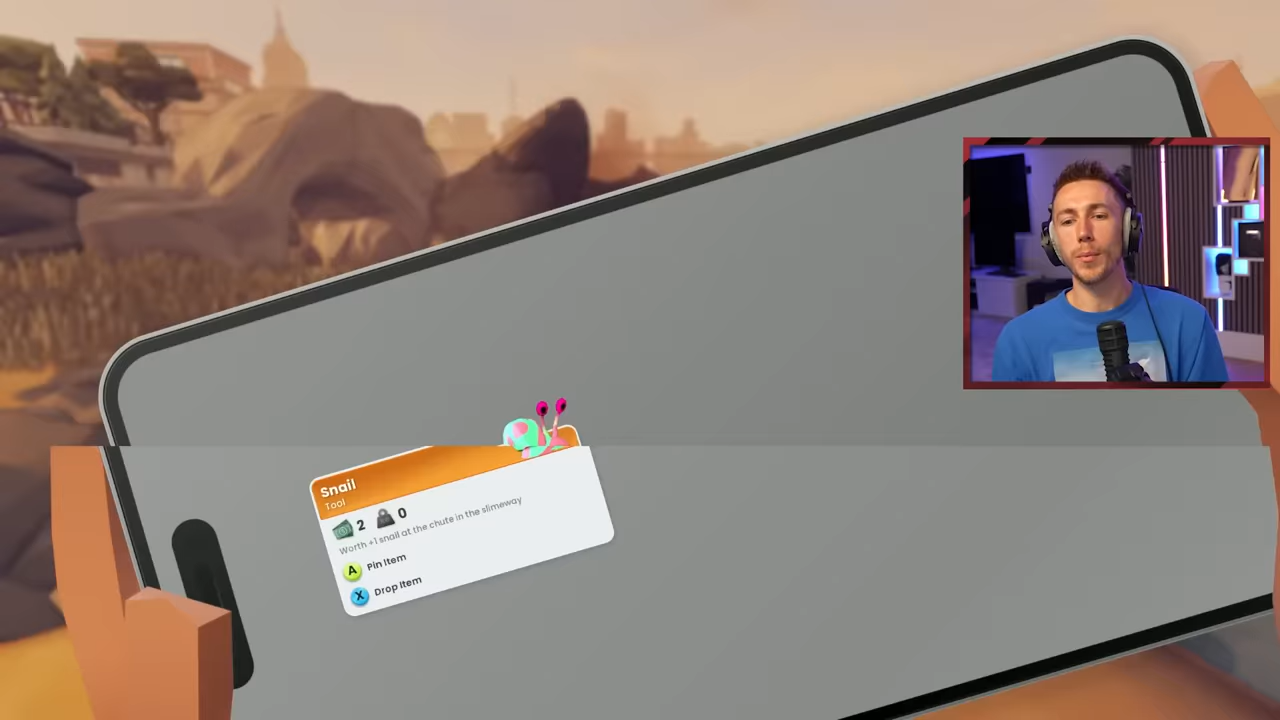 Snail
Tool
2 0
Worth +1 snail at the chute in the slimeway
A Pin Item
X Drop Item